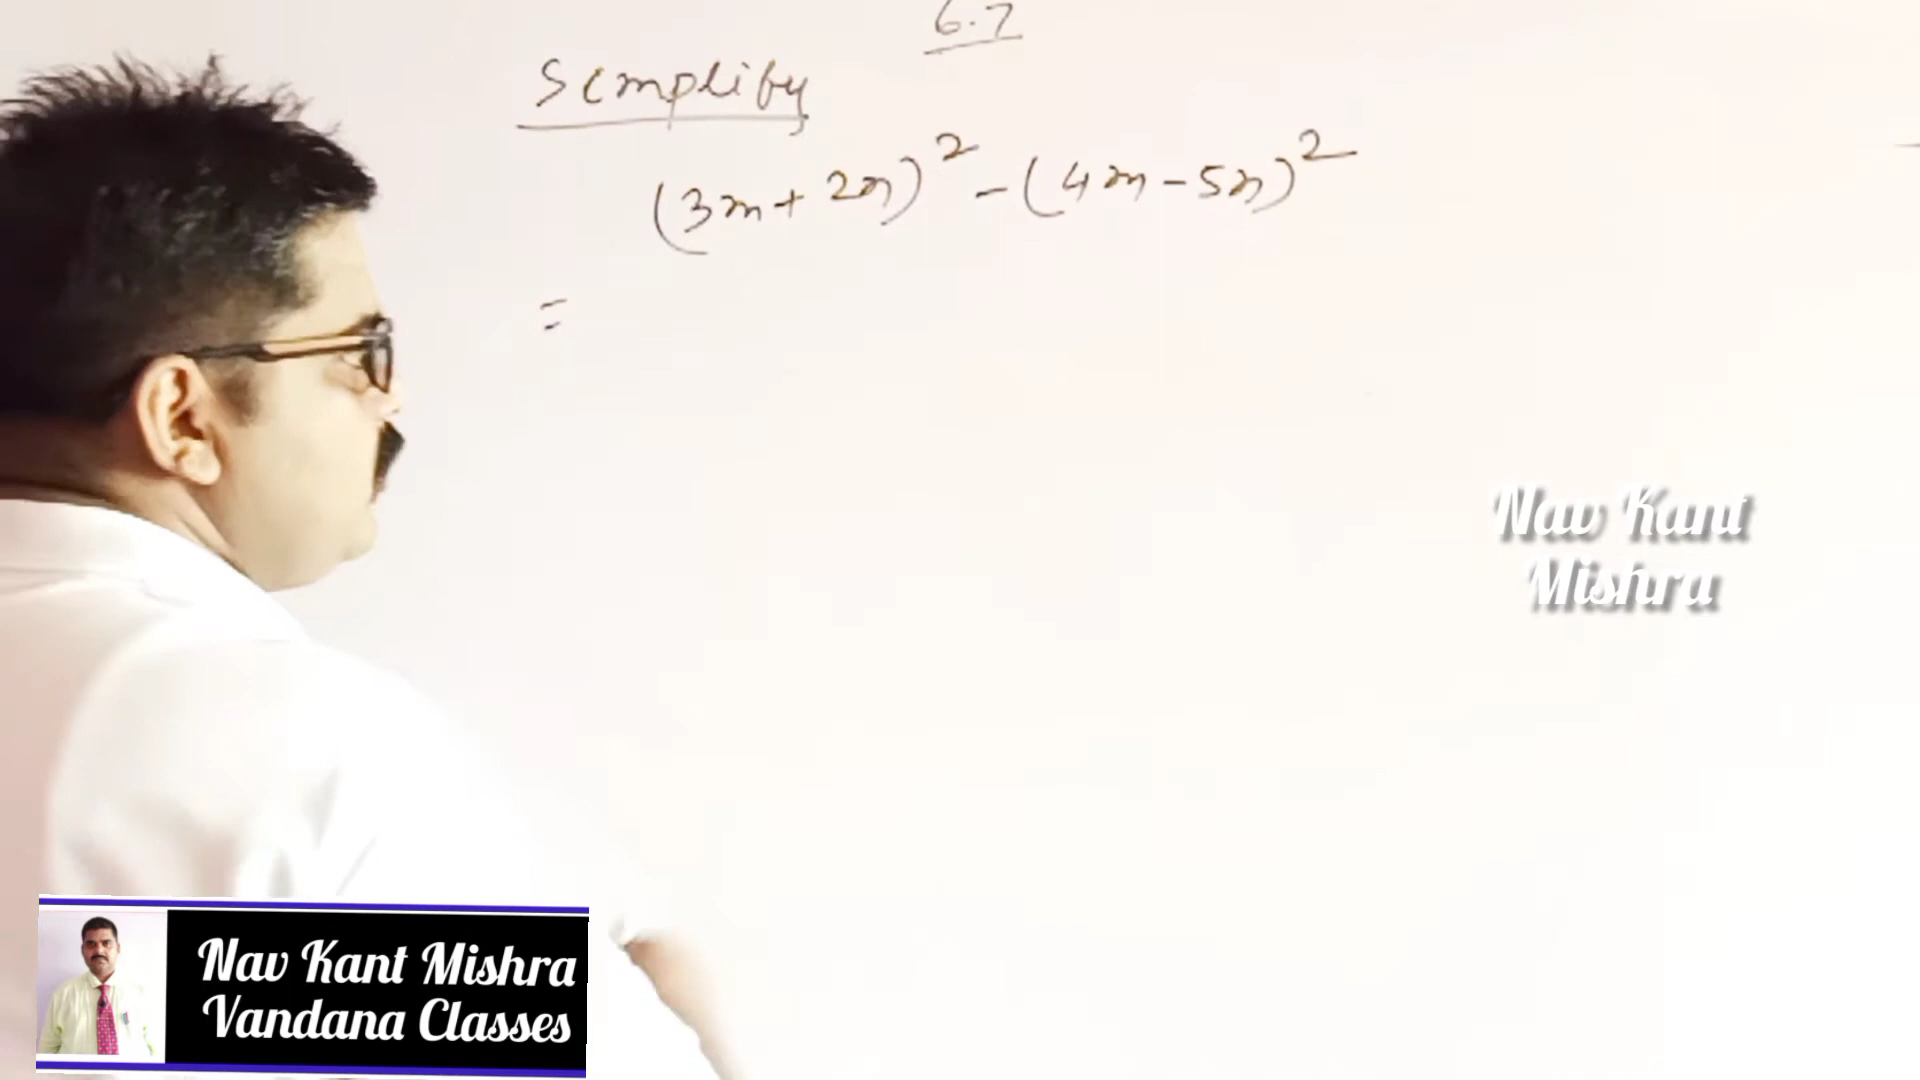 6.7
Simplify
(3m + 2n)² - (4m - 5n)²
=
Nav Kant
Mishra
Nav Kant Mishra
Vandana Classes